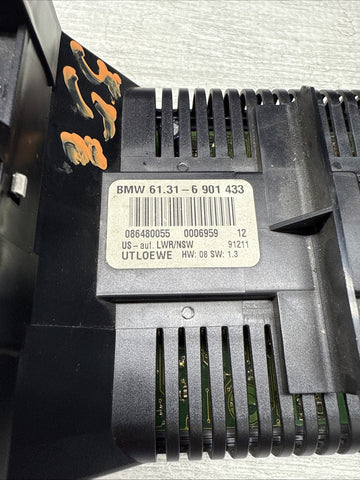 BMW 61.31-6 901 433
086480055 0006959 12
US-auf. LWR/NSW 91211
UTLOEWE HW: 08 SW: 1.3